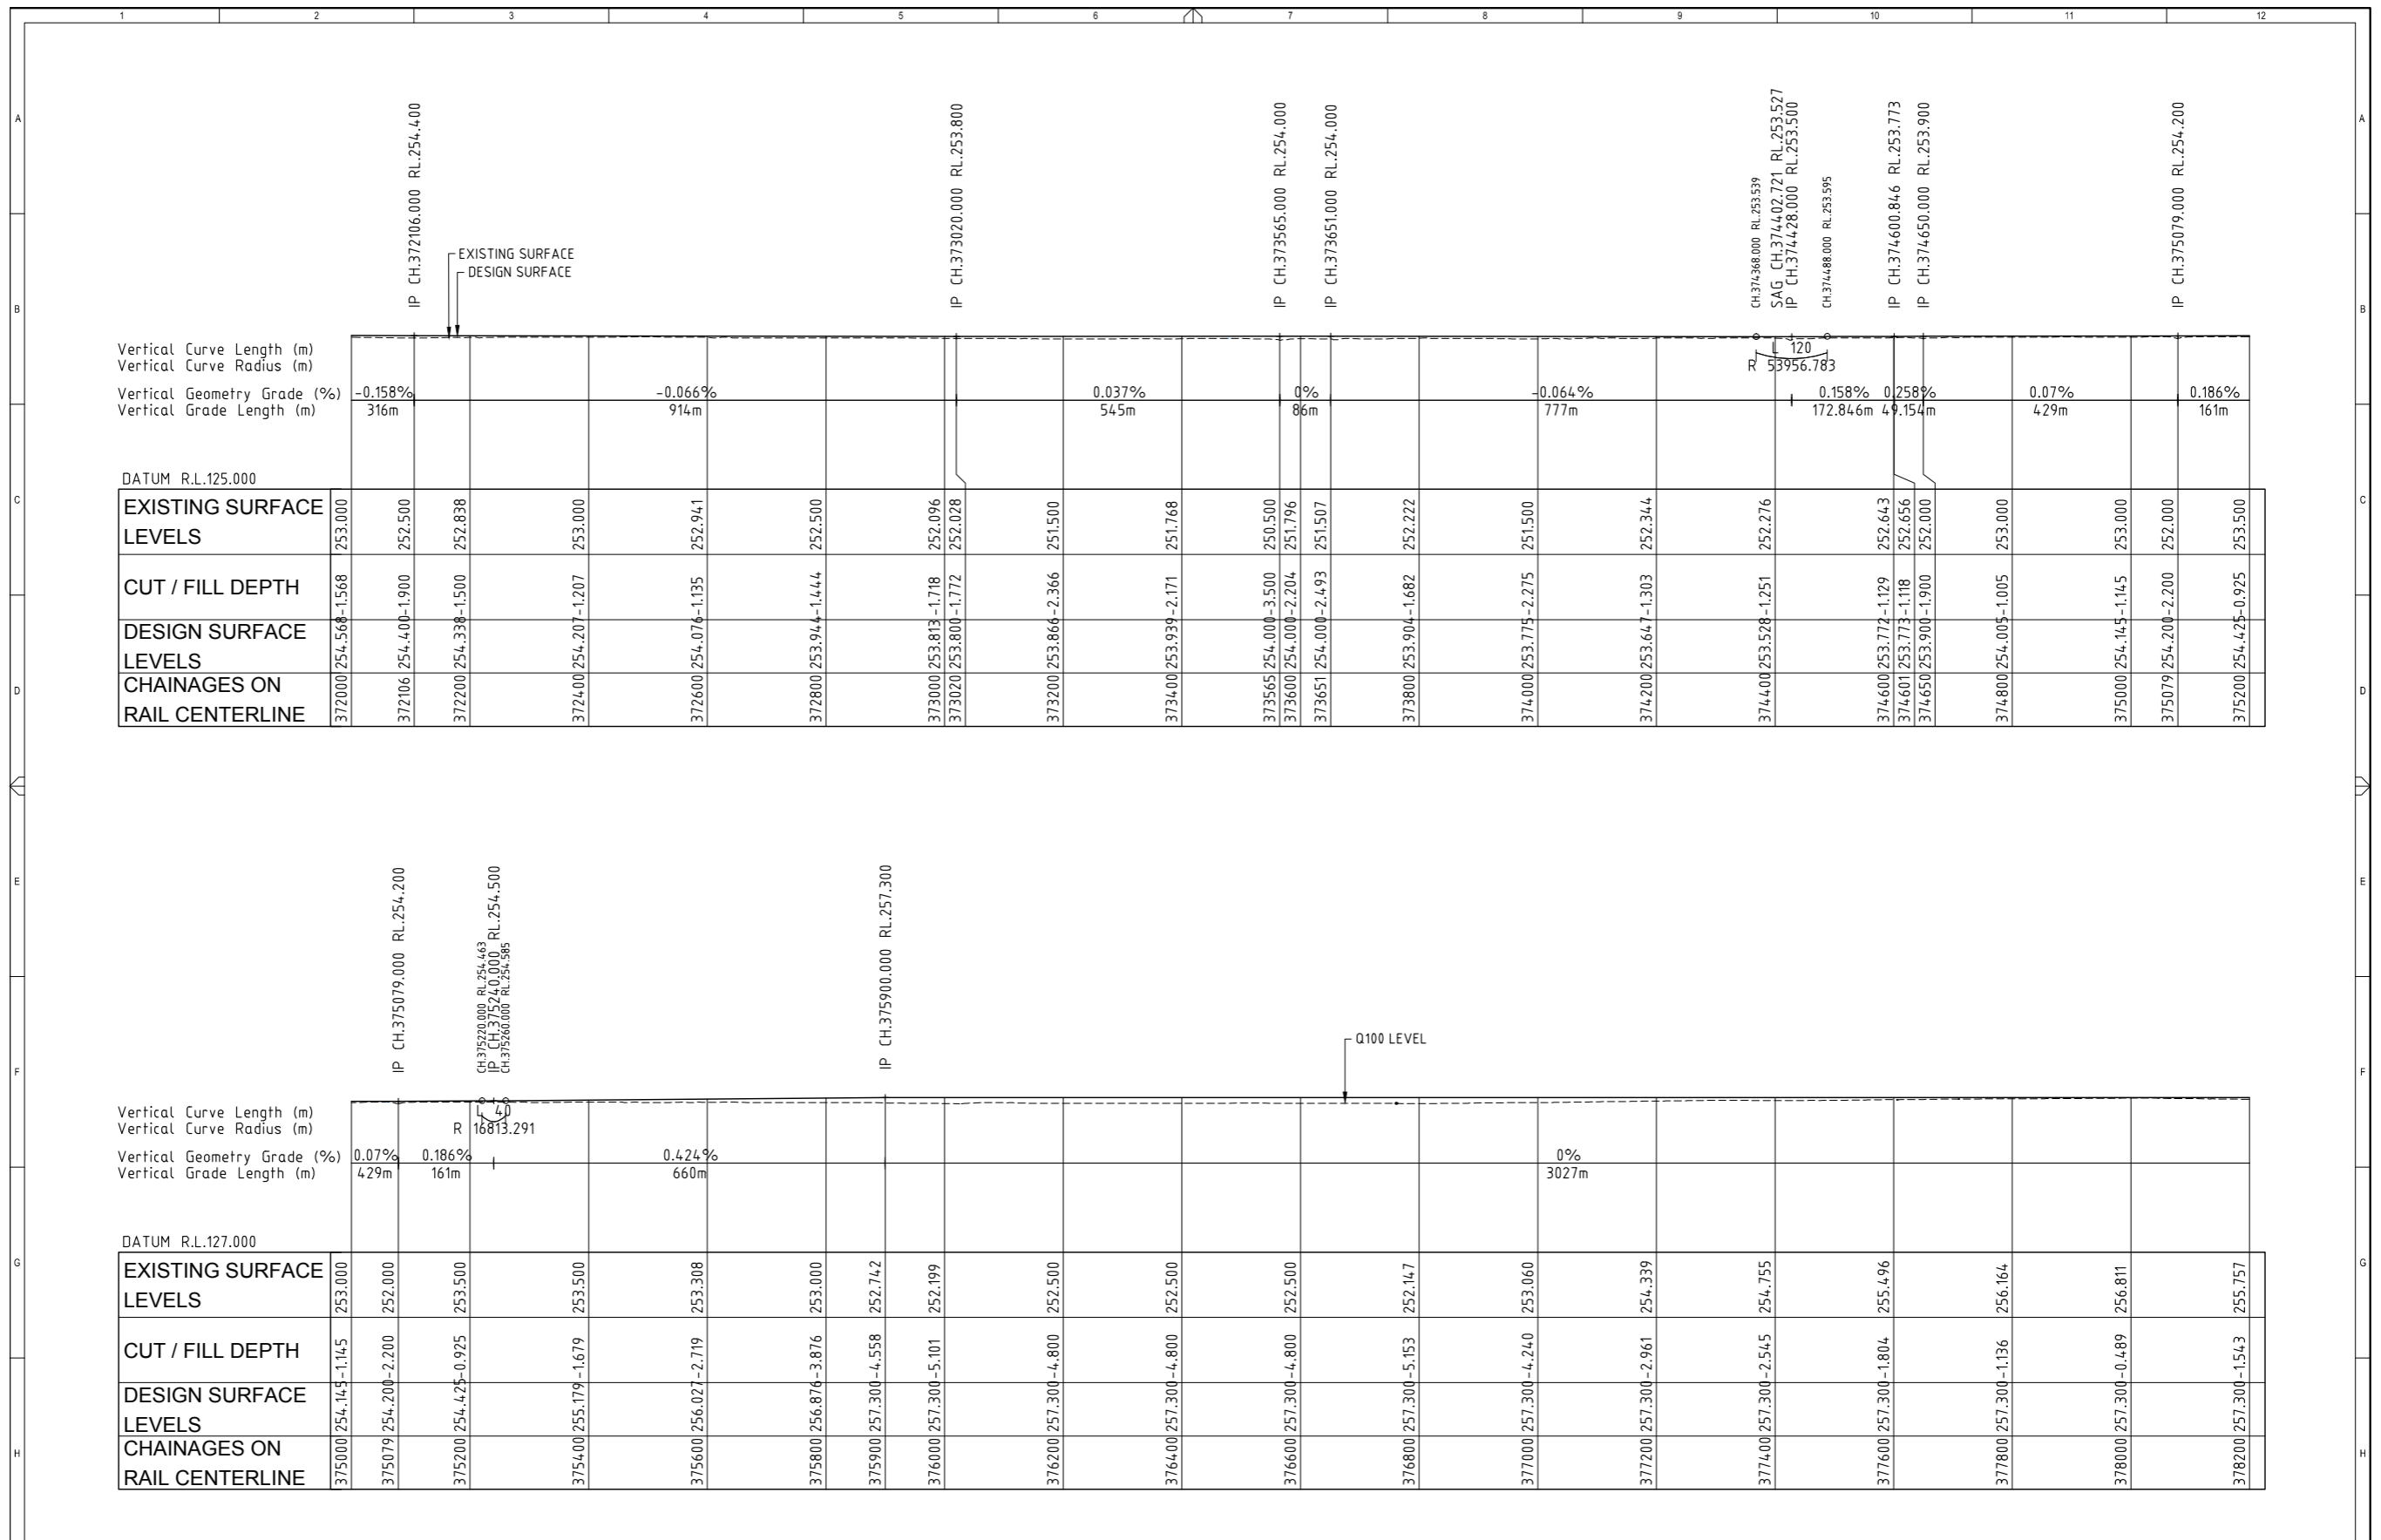 1 2 3 4 5 6 7 8 9 10 11 12
A A
IP CH.372106.000 RL.254.400
IP CH.373020.000 RL.253.800
IP CH.373565.000 RL.254.000
IP CH.373651.000 RL.254.000
CH.374368.000 RL.253.539
SAG CH.374402.721 RL.253.527
IP CH.374428.000 RL.253.500
CH.374488.000 RL.253.595
IP CH.374600.846 RL.253.773
IP CH.374650.000 RL.253.900
IP CH.375079.000 RL.254.200
EXISTING SURFACE
DESIGN SURFACE
B B
Vertical Curve Length (m) L 120
Vertical Curve Radius (m) R 53956.783
Vertical Geometry Grade (%) -0.158% -0.066% 0.037% 0% -0.064% 0.158% 0.258% 0.07% 0.186%
Vertical Grade Length (m) 316m 914m 545m 86m 777m 172.846m 49.154m 429m 161m
DATUM R.L.125.000
C C
EXISTING SURFACE LEVELS 253.000 252.500 252.838 253.000 252.941 252.500 252.096 252.028 251.500 251.768 250.500 251.796 251.507 252.222 251.500 252.344 252.276 252.643 252.656 252.000 253.000 253.000 252.000 253.500
CUT / FILL DEPTH -1.568 -1.900 -1.500 -1.207 -1.135 -1.444 -1.718 -1.772 -2.366 -2.171 -3.500 -2.204 -2.493 -1.682 -2.275 -1.303 -1.251 -1.129 -1.118 -1.900 -1.005 -1.145 -2.200 -0.925
DESIGN SURFACE LEVELS 254.568 254.400 254.338 254.207 254.076 253.944 253.813 253.800 253.866 253.939 254.000 254.000 254.000 253.904 253.775 253.647 253.528 253.772 253.773 253.900 254.005 254.145 254.200 254.425
D D
CHAINAGES ON RAIL CENTERLINE 372000 372106 372200 372400 372600 372800 373000 373020 373200 373400 373565 373600 373651 373800 374000 374200 374400 374600 374601 374650 374800 375000 375079 375200
E E
IP CH.375079.000 RL.254.200
CH.375220.000 RL.254.463
IP CH.375240.000 RL.254.500
CH.375260.000 RL.254.585
IP CH.375900.000 RL.257.300
Q100 LEVEL
F F
Vertical Curve Length (m) L 40
Vertical Curve Radius (m) R 16813.291
Vertical Geometry Grade (%) 0.07% 0.186% 0.424% 0%
Vertical Grade Length (m) 429m 161m 660m 3027m
DATUM R.L.127.000
G G
EXISTING SURFACE LEVELS 253.000 252.000 253.500 253.500 253.308 253.000 252.742 252.199 252.500 252.500 252.500 252.147 253.060 254.339 254.755 255.496 256.164 256.811 255.757
CUT / FILL DEPTH -1.145 -2.200 -0.925 -1.679 -2.719 -3.876 -4.558 -5.101 -4.800 -4.800 -4.800 -5.153 -4.240 -2.961 -2.545 -1.804 -1.136 -0.489 -1.543
DESIGN SURFACE LEVELS 254.145 254.200 254.425 255.179 256.027 256.876 257.300 257.300 257.300 257.300 257.300 257.300 257.300 257.300 257.300 257.300 257.300 257.300 257.300
H H
CHAINAGES ON RAIL CENTERLINE 375000 375079 375200 375400 375600 375800 375900 376000 376200 376400 376600 376800 377000 377200 377400 377600 377800 378000 378200